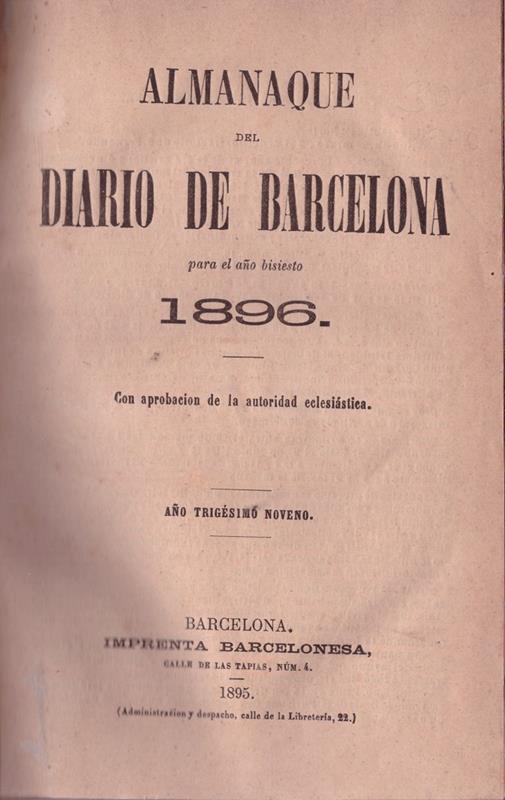 ALMANAQUE
DEL
DIARIO DE BARCELONA
para el año bisiesto
1896.
Con aprobacion de la autoridad eclesiástica.
AÑO TRIGÉSIMO NOVENO.
BARCELONA.
IMPRENTA BARCELONESA,
CALLE DE LAS TAPIAS, NÚM. 4.
1895.
(Administracion y despacho, calle de la Libretería, 22.)